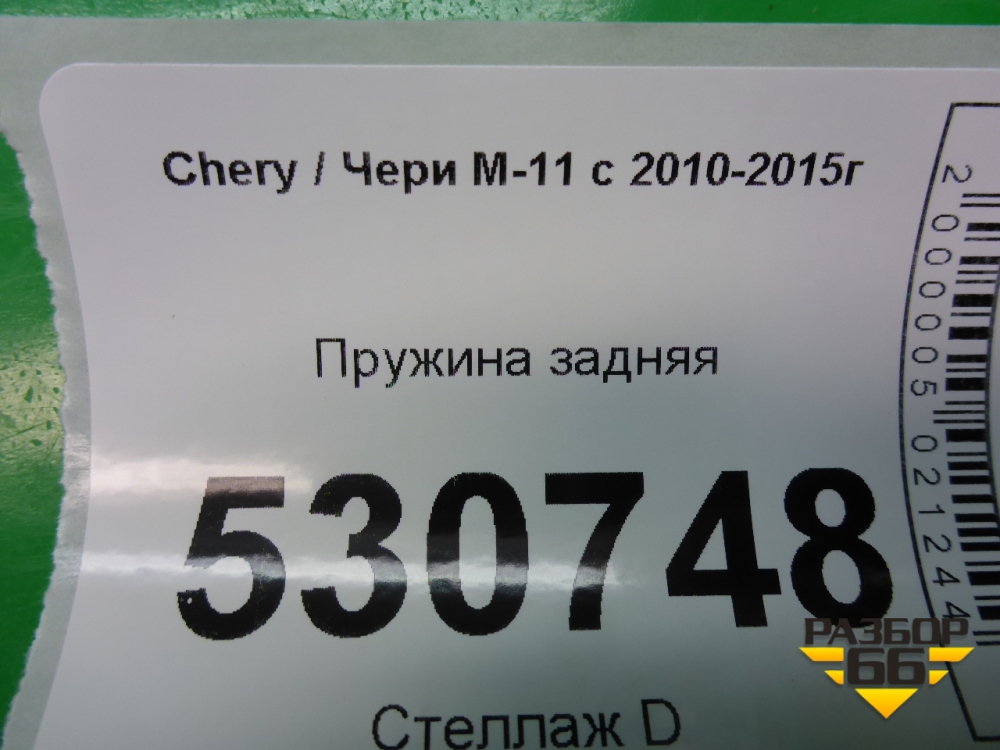 Chery / Чери М-11 с 2010-2015г
Пружина задняя
530748
Стеллаж D
2000005021244
РАЗБОР
66